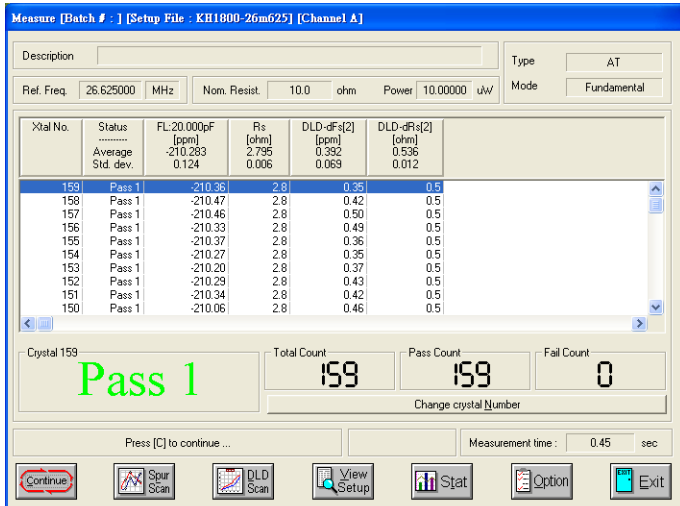 Measure [Batch # : ] [Setup File : KH1800-26m625] [Channel A]
Description
Type AT
Ref. Freq. 26.625000 MHz Nom. Resist. 10.0 ohm Power 10.00000 uW Mode Fundamental
Xtal No. Status FL:20.000pF Rs DLD-dFs[2] DLD-dRs[2]
---------- [ppm] [ohm] [ppm] [ohm]
Average -210.283 2.795 0.392 0.536
Std. dev. 0.124 0.006 0.069 0.012
159 Pass 1 -210.36 2.8 0.35 0.5
158 Pass 1 -210.47 2.8 0.42 0.5
157 Pass 1 -210.46 2.8 0.50 0.5
156 Pass 1 -210.33 2.8 0.49 0.5
155 Pass 1 -210.37 2.8 0.36 0.5
154 Pass 1 -210.27 2.8 0.35 0.5
153 Pass 1 -210.20 2.8 0.37 0.5
152 Pass 1 -210.29 2.8 0.43 0.5
151 Pass 1 -210.34 2.8 0.42 0.5
150 Pass 1 -210.06 2.8 0.46 0.5
Crystal 159 Total Count Pass Count Fail Count
Pass 1 159 159 0
Change crystal Number
Press [C] to continue ... Measurement time : 0.45 sec
Continue Spur Scan DLD Scan View Setup Stat Option EXIT Exit